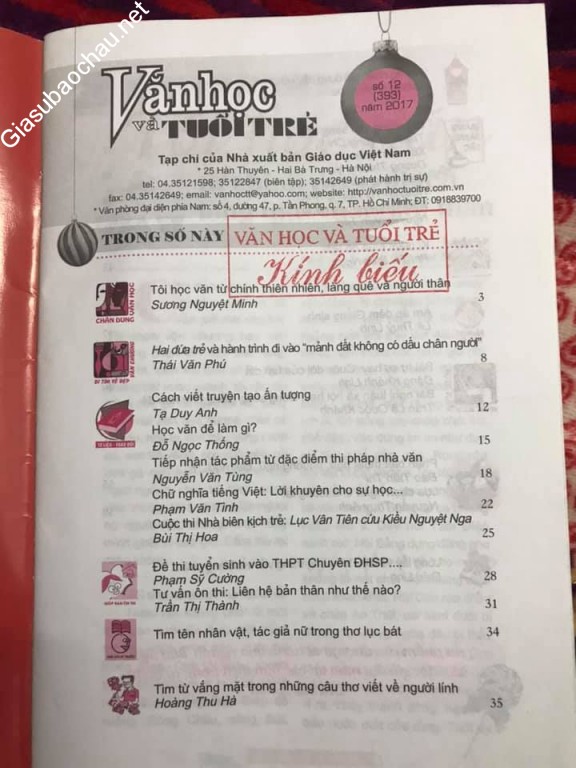 Giasubaochau.net
Văn học
và TUỔI TRẺ
số 12
(393)
năm 2017
Tạp chí của Nhà xuất bản Giáo dục Việt Nam
* 25 Hàn Thuyên - Hai Bà Trưng - Hà Nội
tel: 04.35121598; 35122847 (biên tập); 35142649 (phát hành trị sự)
fax: 04.35142649; email: vanhoctt@yahoo.com; website: http://vanhoctuoitre.com.vn
* Văn phòng đại diện phía Nam: số 4, đường 47, p. Tân Phong, q. 7, TP. Hồ Chí Minh; ĐT: 0918839700
TRONG SỐ NÀY
VĂN HỌC VÀ TUỔI TRẺ
Kính biếu
CHÂN DUNG VĂN HỌC
Tôi học văn từ chính thiên nhiên, làng quê và người thân
Sương Nguyệt Minh 3
ĐI TÌM VẺ ĐẸP VĂN CHƯƠNG
Hai đứa trẻ và hành trình đi vào “mảnh đất không có dấu chân người”
Thái Văn Phú 8
Cách viết truyện tạo ấn tượng
Tạ Duy Anh 12
Học văn để làm gì?
Đỗ Ngọc Thống 15
Tiếp nhận tác phẩm từ đặc điểm thi pháp nhà văn
Nguyễn Văn Tùng 18
Chữ nghĩa tiếng Việt: Lời khuyên cho sự học...
Phạm Văn Tình 22
Cuộc thi Nhà biên kịch trẻ: Lục Vân Tiên cứu Kiều Nguyệt Nga
Bùi Thị Hoa 25
Đề thi tuyển sinh vào THPT Chuyên ĐHSP....
Phạm Sỹ Cường 28
Tư vấn ôn thi: Liên hệ bản thân như thế nào?
Trần Thị Thành 31
Tìm tên nhân vật, tác giả nữ trong thơ lục bát 34
Tìm từ vắng mặt trong những câu thơ viết về người lính
Hoàng Thu Hà 35